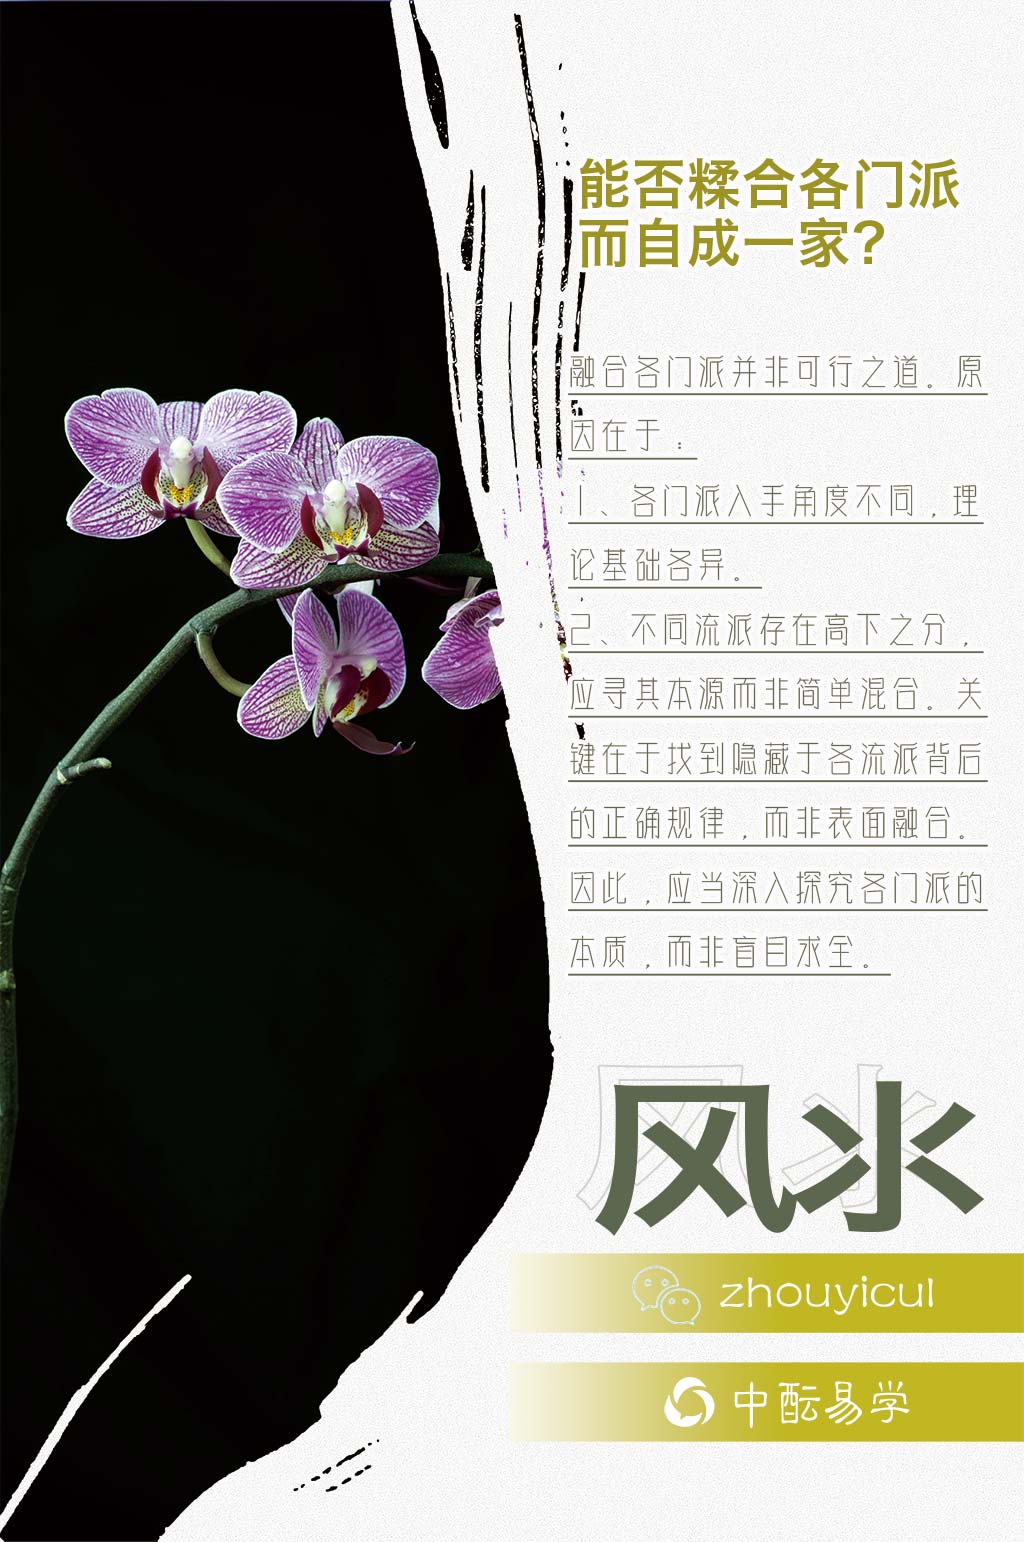 能否糅合各门派
而自成一家？
融合各门派并非可行之道。原
因在于：
1、各门派入手角度不同，理
论基础各异。
2、不同流派存在高下之分，
应寻其本源而非简单混合。关
键在于找到隐藏于各流派背后
的正确规律，而非表面融合。
因此，应当深入探究各门派的
本质，而非盲目求全。
风水
zhouyicul
中酝易学